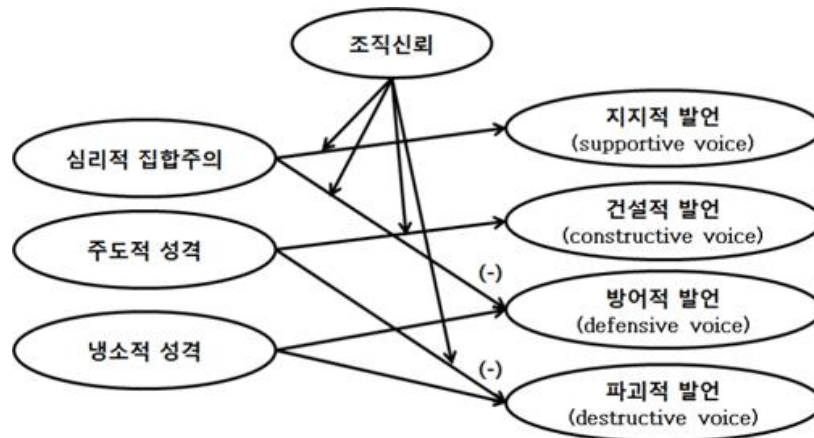 조직신뢰
심리적 집합주의
지지적 발언
(supportive voice)
주도적 성격
건설적 발언
(constructive voice)
(-)
냉소적 성격
방어적 발언
(defensive voice)
(-)
파괴적 발언
(destructive voice)